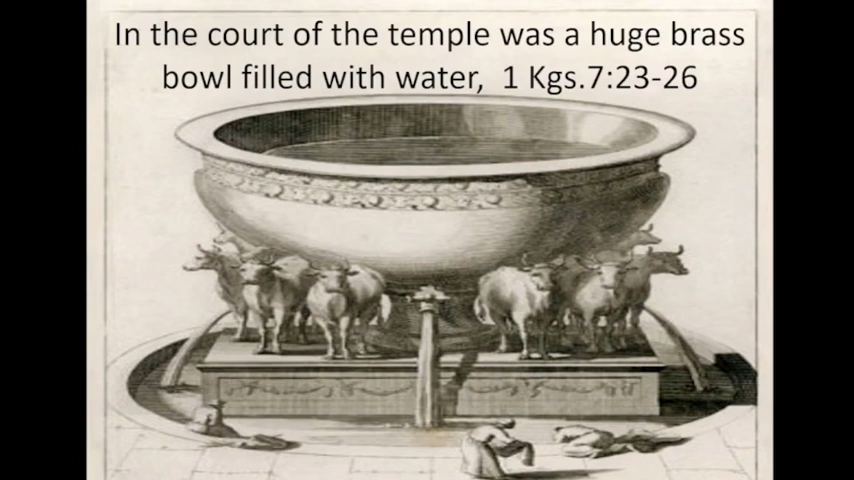 In the court of the temple was a huge brass
bowl filled with water,  1 Kgs.7:23-26